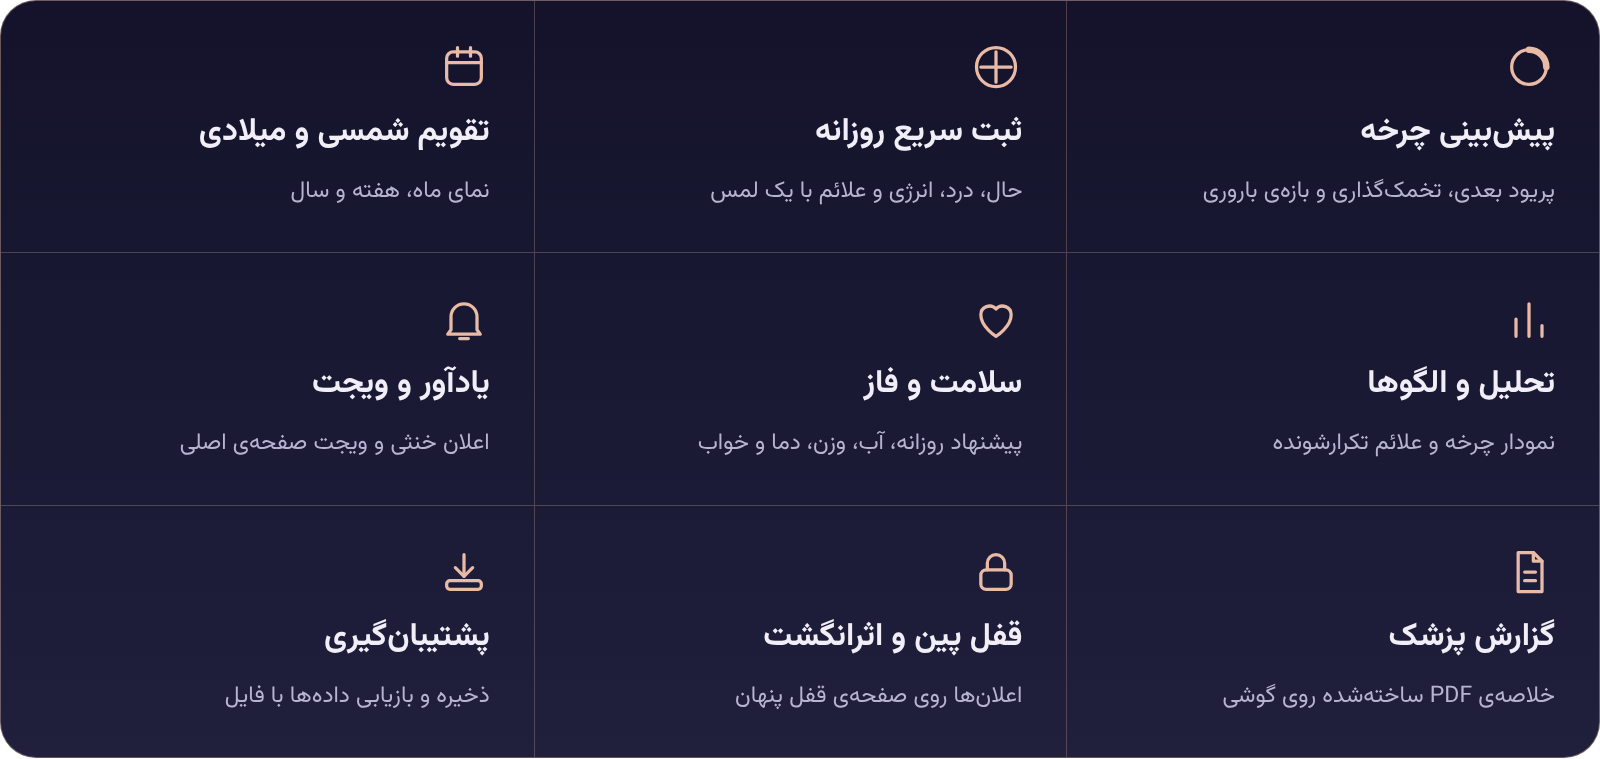 پیش‌بینی چرخه
پریود بعدی، تخمک‌گذاری و بازه‌ی باروری
ثبت سریع روزانه
حال، درد، انرژی و علائم با یک لمس
تقویم شمسی و میلادی
نمای ماه، هفته و سال
تحلیل و الگوها
نمودار چرخه و علائم تکرارشونده
سلامت و فاز
پیشنهاد روزانه، آب، وزن، دما و خواب
یادآور و ویجت
اعلان خنثی و ویجت صفحه‌ی اصلی
گزارش پزشک
خلاصه‌ی PDF ساخته‌شده روی گوشی
قفل پین و اثرانگشت
اعلان‌ها روی صفحه‌ی قفل پنهان
پشتیبان‌گیری
ذخیره و بازیابی داده‌ها با فایل